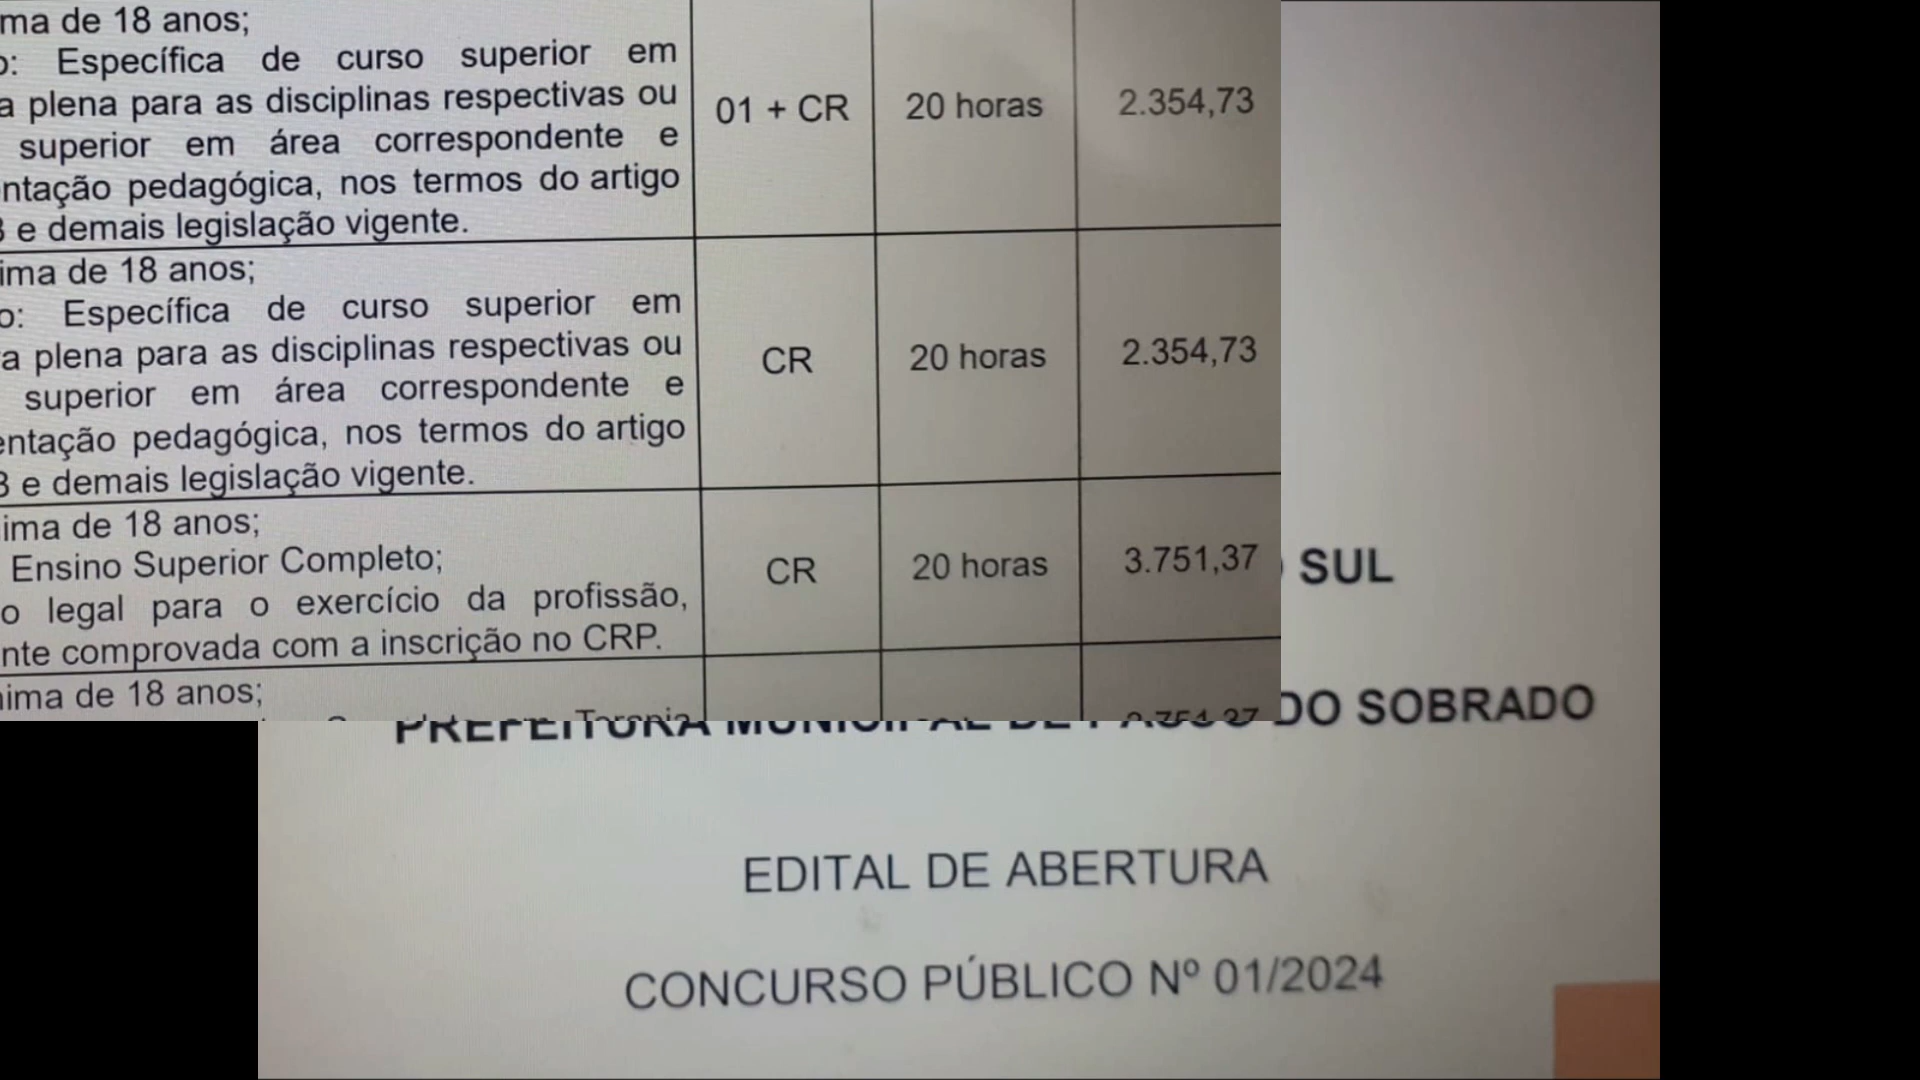 ma de 18 anos;
o: Específica de curso superior em
a plena para as disciplinas respectivas ou
superior em área correspondente e
ntação pedagógica, nos termos do artigo
e demais legislação vigente.
01 + CR
20 horas
2.354,73
ima de 18 anos;
o: Específica de curso superior em
a plena para as disciplinas respectivas ou
superior em área correspondente e
entação pedagógica, nos termos do artigo
e demais legislação vigente.
CR
20 horas
2.354,73
ima de 18 anos;
Ensino Superior Completo;
o legal para o exercício da profissão,
nte comprovada com a inscrição no CRP.
CR
20 horas
3.751,37
ima de 18 anos;
SUL
PREFEITURA MUNICIPAL DE PASSO DO SOBRADO
EDITAL DE ABERTURA
CONCURSO PÚBLICO Nº 01/2024